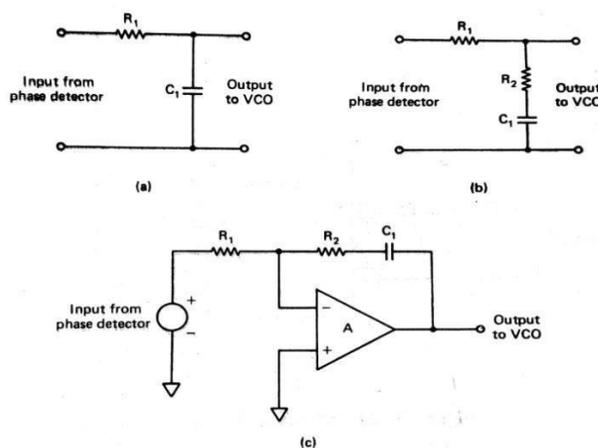 R1
Input from
phase detector
C1
Output
to VCO
(a)
R1
Input from
phase detector
R2
C1
Output
to VCO
(b)
R1
R2
C1
Input from
phase detector
+
−
−
A
+
Output
to VCO
(c)